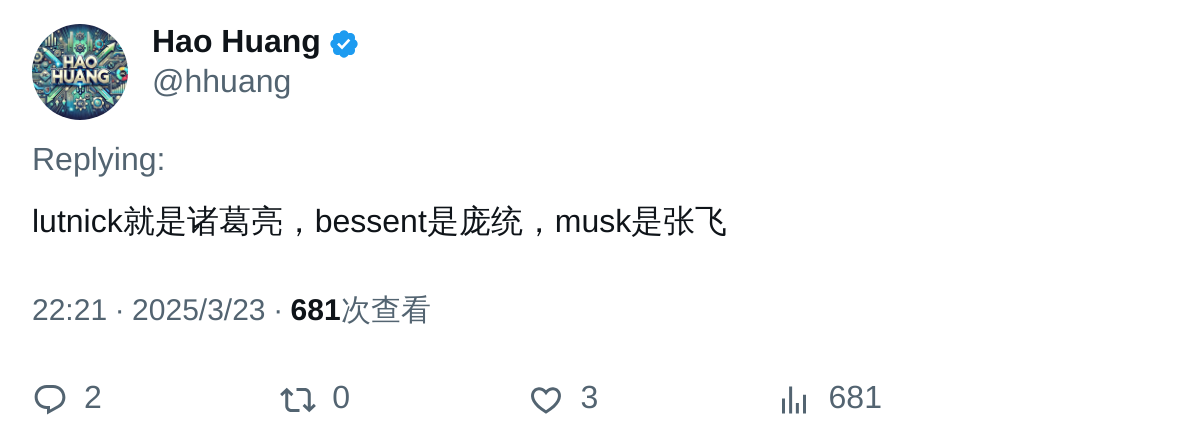 HAO
HUANG
Hao Huang
@hhuang
Replying:
lutnick就是诸葛亮，bessent是庞统，musk是张飞
22:21 · 2025/3/23 · 681次查看
2 0 3 681